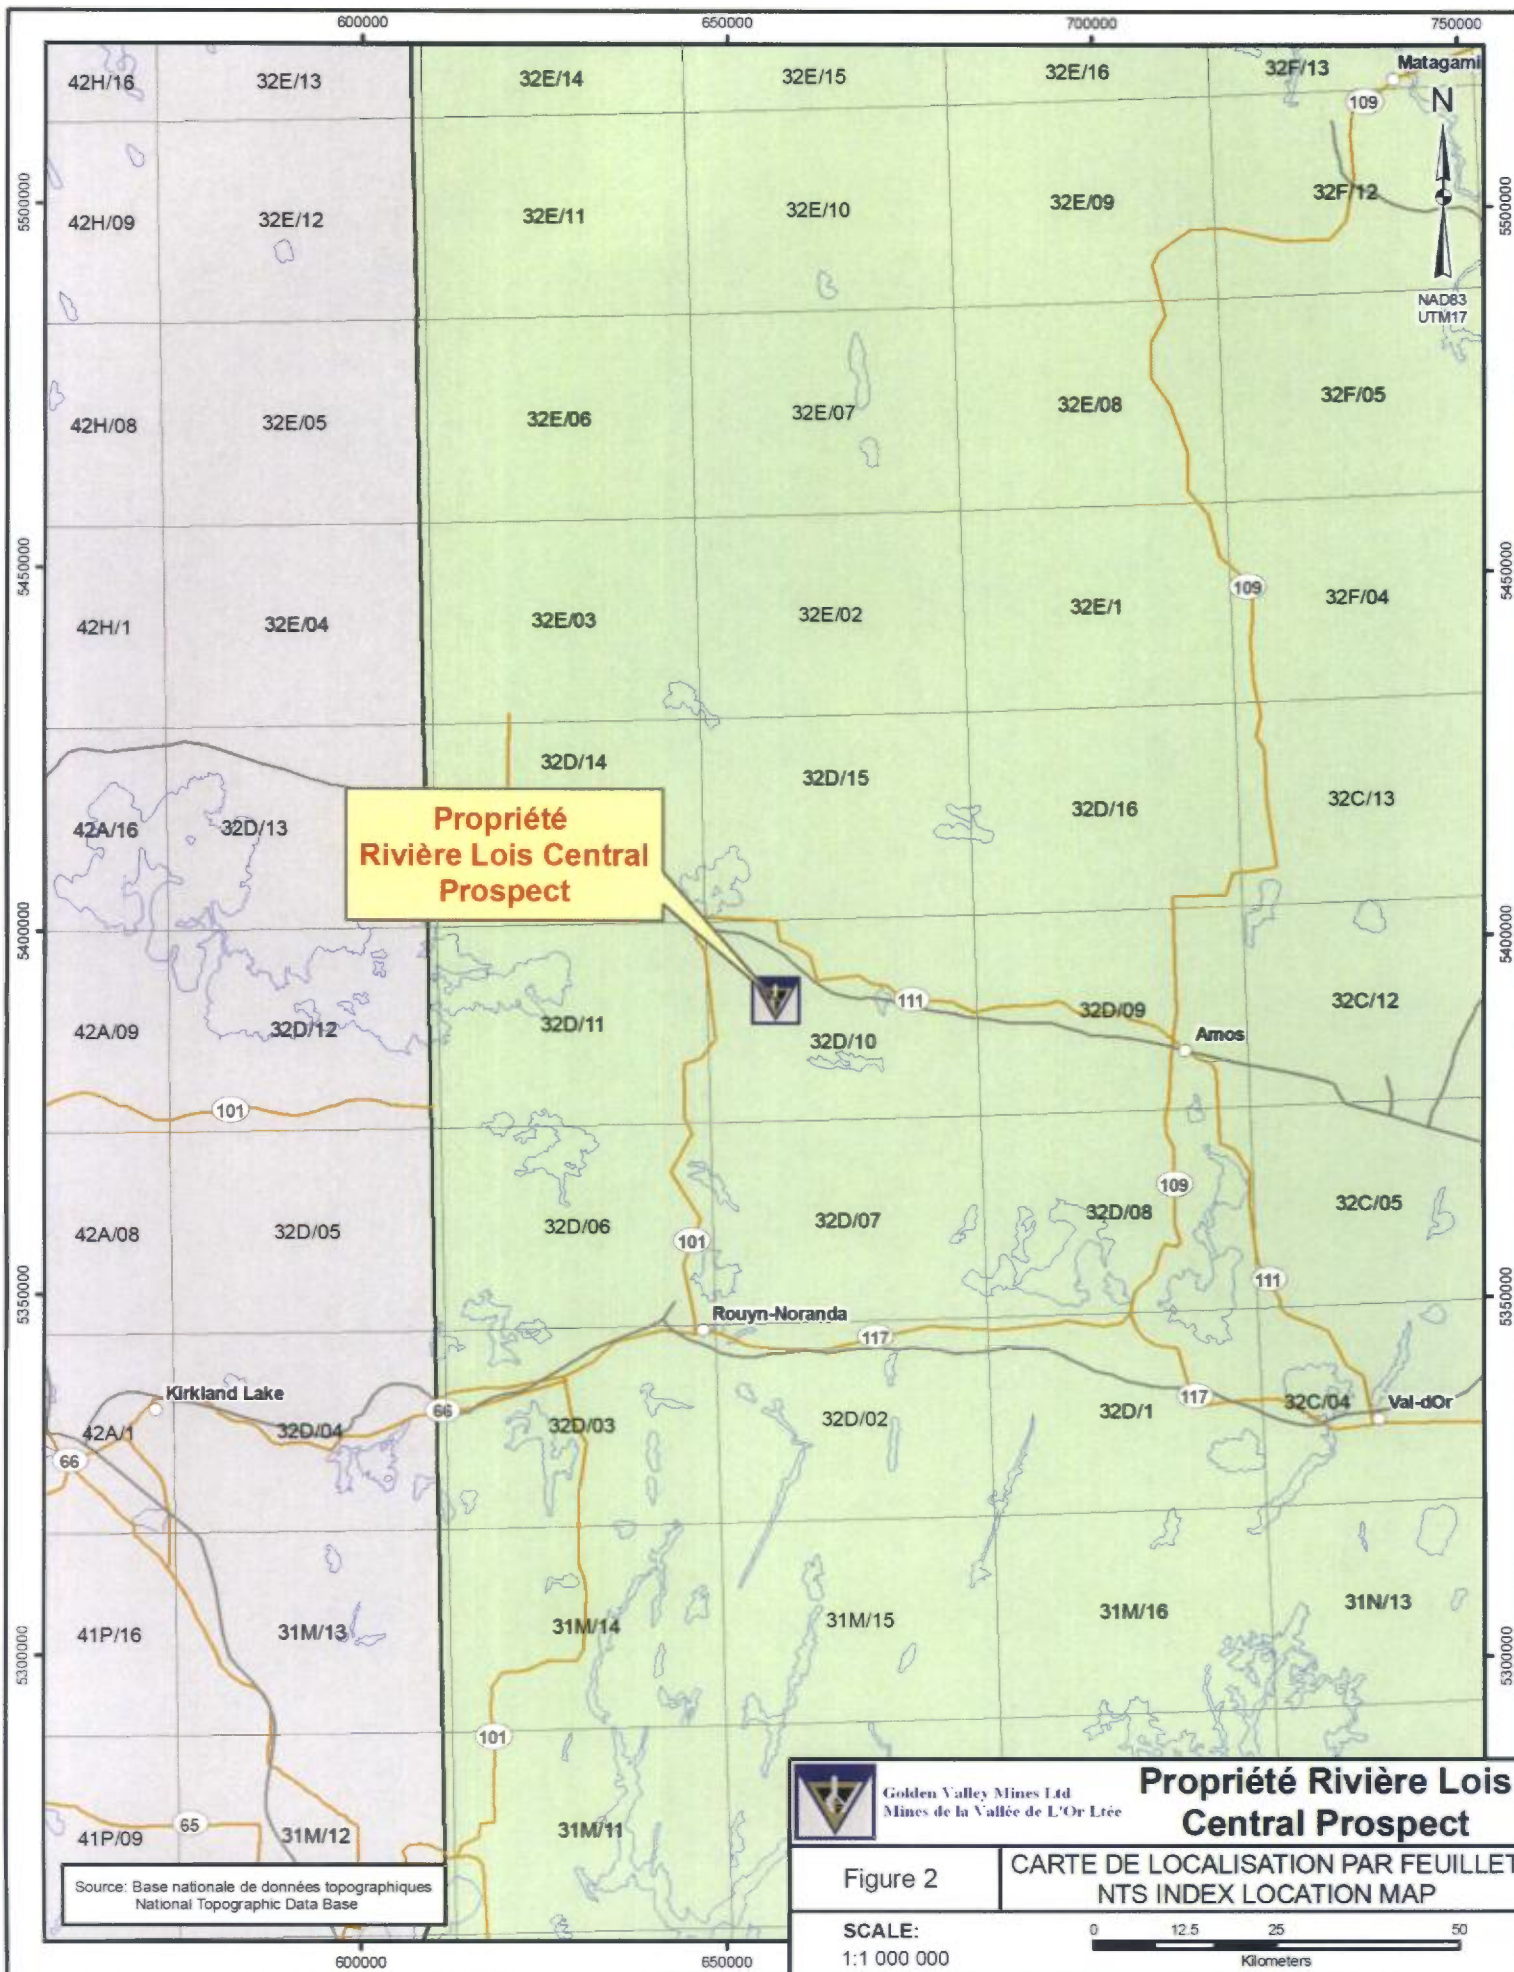 600000
650000
700000
750000
42H/16
32E/13
32E/14
32E/15
32E/16
32F/13
Matagami
109
N
5500000
5500000
42H/09
32E/12
32E/11
32E/10
32E/09
32F/12
NAD83
UTM17
42H/08
32E/05
32E/06
32E/07
32E/08
32F/05
5450000
5450000
42H/1
32E/04
32E/03
32E/02
32E/1
109
32F/04
32D/14
32D/15
32D/16
32C/13
42A/16
32D/13
Propriété
Rivière Lois Central
Prospect
5400000
5400000
42A/09
32D/12
32D/11
32D/10
111
32D/09
32C/12
Amos
101
42A/08
32D/05
32D/06
32D/07
109
32D/08
32C/05
101
111
5350000
5350000
Rouyn-Noranda
117
Kirkland Lake
42A/1
66
32D/04
66
32D/03
32D/02
32D/1
117
32C/04
Val-dOr
41P/16
31M/13
31M/14
31M/15
31M/16
31N/13
5300000
5300000
101
41P/09
65
31M/12
31M/11
Source: Base nationale de données topographiques
National Topographic Data Base
Golden Valley Mines Ltd
Mines de la Vallée de L'Or Ltée
Propriété Rivière Lois
Central Prospect
Figure 2
CARTE DE LOCALISATION PAR FEUILLET
NTS INDEX LOCATION MAP
SCALE:
1:1 000 000
0 12.5 25 50
Kilometers
600000
650000